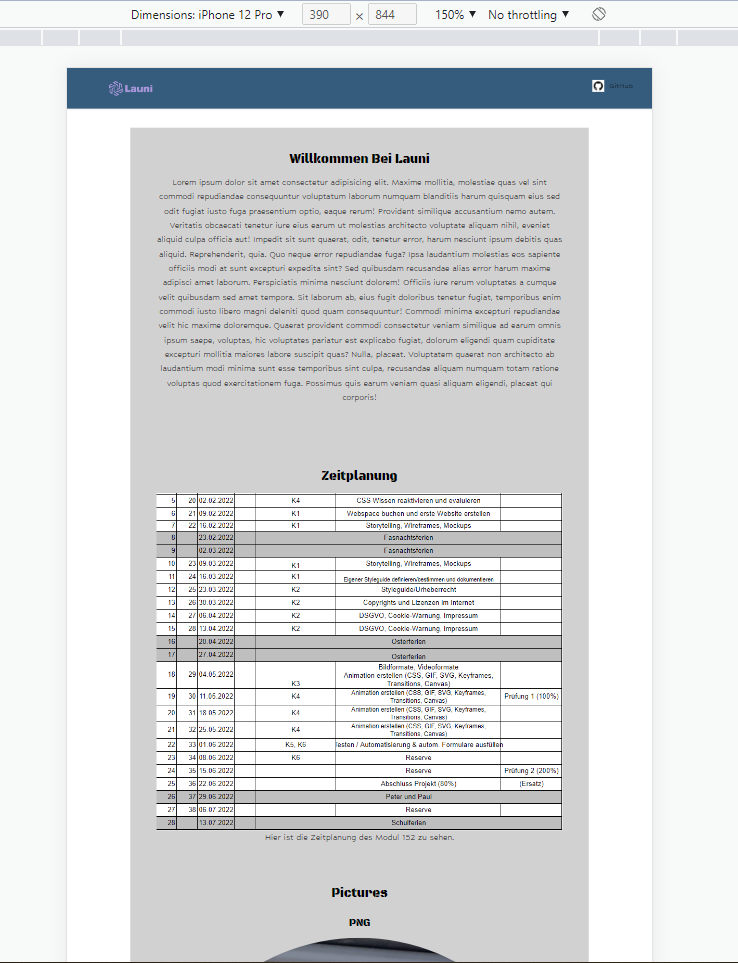 Dimensions: iPhone 12 Pro ▼ 390 × 844 150% ▼ No throttling ▼
Launi
GitHub
Willkommen Bei Launi
Lorem ipsum dolor sit amet consectetur adipisicing elit. Maxime mollitia, molestiae quas vel sint
commodi repudiandae consequuntur voluptatum laborum numquam blanditiis harum quisquam eius sed
odit fugiat iusto fuga praesentium optio, eaque rerum! Provident similique accusantium nemo autem.
Veritatis obcaecati tenetur iure eius earum ut molestias architecto voluptate aliquam nihil, eveniet
aliquid culpa officia aut! Impedit sit sunt quaerat, odit, tenetur error, harum nesciunt ipsum debitis quas
aliquid. Reprehenderit, quia. Quo neque error repudiandae fuga? Ipsa laudantium molestias eos sapiente
officiis modi at sunt excepturi expedita sint? Sed quibusdam recusandae alias error harum maxime
adipisci amet laborum. Perspiciatis minima nesciunt dolorem! Officiis iure rerum voluptates a cumque
velit quibusdam sed amet tempora. Sit laborum ab, eius fugit doloribus tenetur fugiat, temporibus enim
commodi iusto libero magni deleniti quod quam consequuntur! Commodi minima excepturi repudiandae
velit hic maxime doloremque. Quaerat provident commodi consectetur veniam similique ad earum omnis
ipsum saepe, voluptas, hic voluptates pariatur est explicabo fugiat, dolorum eligendi quam cupiditate
excepturi mollitia maiores labore suscipit quas? Nulla, placeat. Voluptatem quaerat non architecto ab
laudantium modi minima sunt esse temporibus sint culpa, recusandae aliquam numquam totam ratione
voluptas quod exercitationem fuga. Possimus quis earum veniam quasi aliquam eligendi, placeat qui
corporis!
Zeitplanung
5 20 02.02.2022 K4 CSS Wissen reaktivieren und evaluieren
6 21 09.02.2022 K1 Webspace buchen und erste Website erstellen
7 22 16.02.2022 K1 Storytelling, Wireframes, Mockups
8 23.02.2022 Fasnachtsferien
9 02.03.2022 Fasnachtsferien
10 23 09.03.2022 K1 Storytelling, Wireframes, Mockups
11 24 16.03.2022 K1 Eigener Styleguide definieren/bestimmen und dokumentieren
12 25 23.03.2022 K2 Styleguide/Urheberrecht
13 26 30.03.2022 K2 Copyrights und Lizenzen im Internet
14 27 06.04.2022 K2 DSGVO, Cookie-Warnung, Impressum
15 28 13.04.2022 K2 DSGVO, Cookie-Warnung, Impressum
16 20.04.2022 Osterferien
17 27.04.2022 Osterferien
18 29 04.05.2022 K3 Bildformate, Videoformate
Animation erstellen (CSS, GIF, SVG, Keyframes,
Transitions, Canvas)
19 30 11.05.2022 K4 Animation erstellen (CSS, GIF, SVG, Keyframes, Prüfung 1 (100%)
Transitions, Canvas)
20 31 18.05.2022 K4 Animation erstellen (CSS, GIF, SVG, Keyframes,
Transitions, Canvas)
21 32 25.05.2022 K4 Animation erstellen (CSS, GIF, SVG, Keyframes,
Transitions, Canvas)
22 33 01.06.2022 K5, K6 Testen / Automatisierung & autom. Formulare ausfüllen
23 34 08.06.2022 K6 Reserve
24 35 15.06.2022 Reserve Prüfung 2 (200%)
25 36 22.06.2022 Abschluss Projekt (80%) (Ersatz)
26 37 29.06.2022 Peter und Paul
27 38 06.07.2022 Reserve
28 13.07.2022 Schulferien
Hier ist die Zeitplanung des Modul 152 zu sehen.
Pictures
PNG